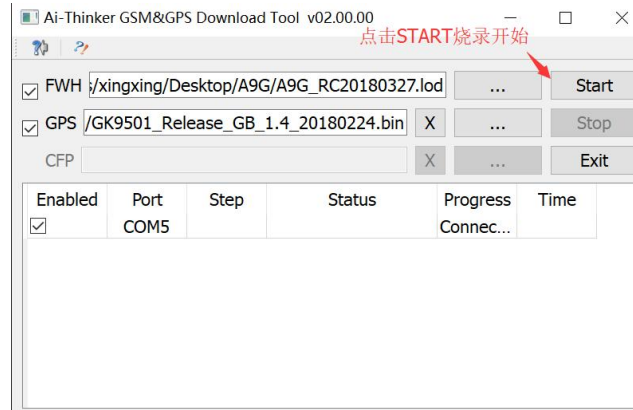 Ai-Thinker GSM&GPS Download Tool v02.00.00
点击START烧录开始
FWH :/xingxing/Desktop/A9G/A9G_RC20180327.lod ... Start
GPS /GK9501_Release_GB_1.4_20180224.bin X ... Stop
CFP X ... Exit
Enabled Port Step Status Progress Time
COM5 Connec...